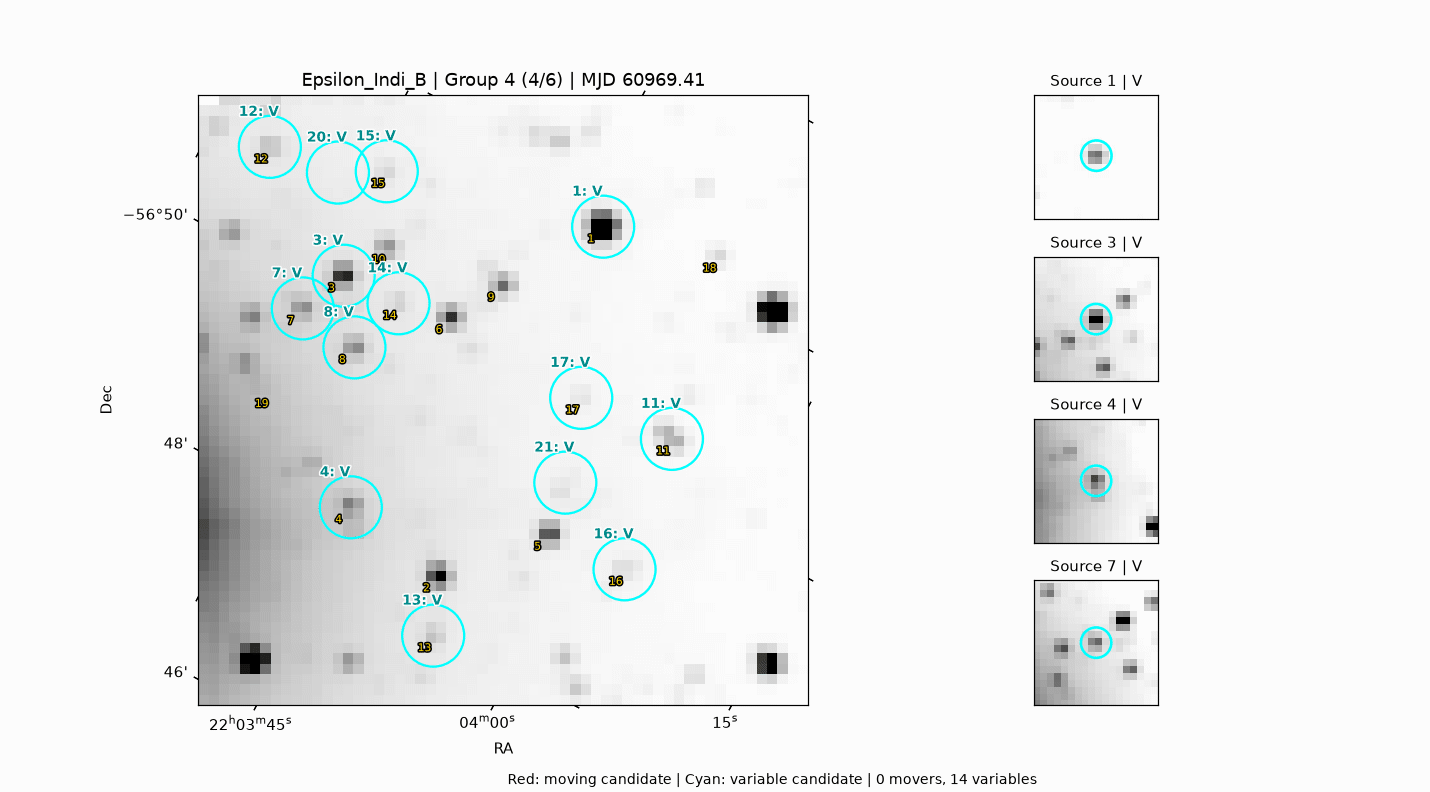 Epsilon_Indi_B | Group 4 (4/6) | MJD 60969.41
Source 1 | V
12: V
20: V
15: V
12
15
1: V
−56°50'
1
3: V
Source 3 | V
10
14: V
18
7: V
3
9
8: V
14
7
6
8
17: V
Dec
19
11: V
17
Source 4 | V
48'
21: V
11
4: V
4
16: V
5
Source 7 | V
16
2
13: V
13
46'
22h03m45s
04m00s
15s
RA
Red: moving candidate | Cyan: variable candidate | 0 movers, 14 variables